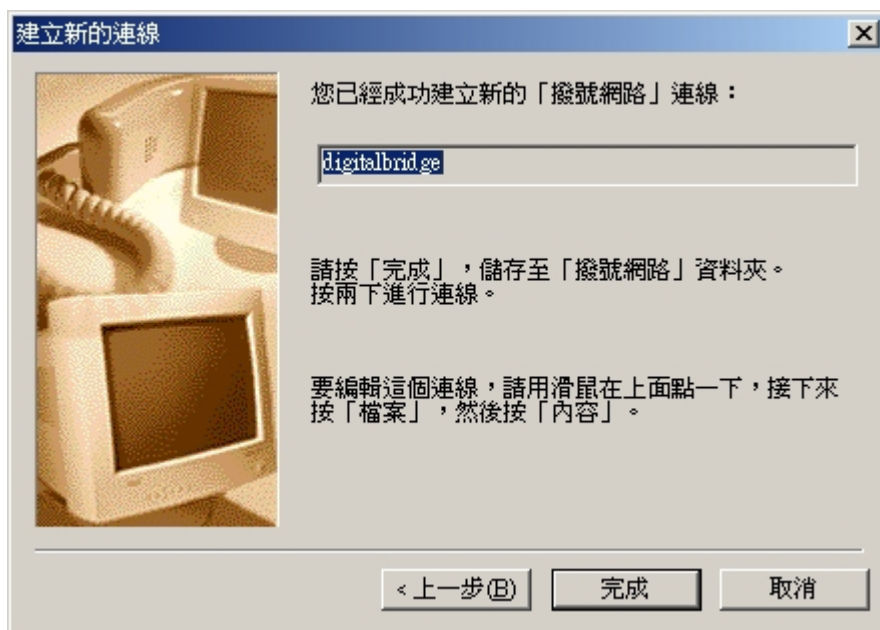 建立新的連線
您已經成功建立新的「撥號網路」連線：
digitalbridge
請按「完成」，儲存至「撥號網路」資料夾。
按兩下進行連線。
要編輯這個連線，請用滑鼠在上面點一下，接下來
按「檔案」，然後按「內容」。
<上一步(B) 完成 取消